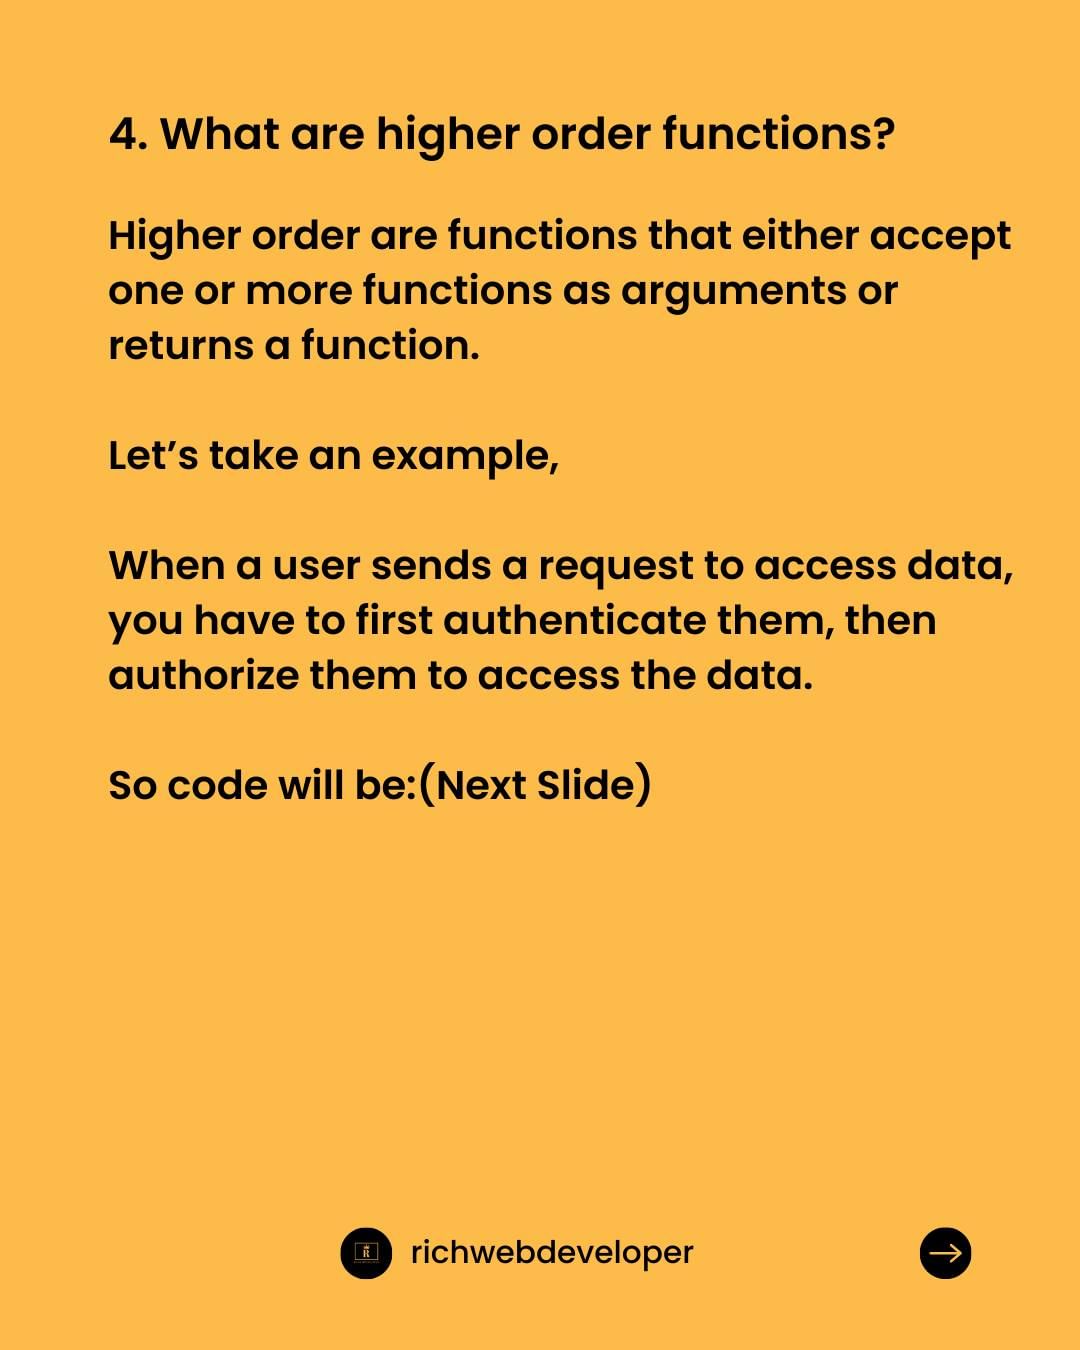 4. What are higher order functions?
Higher order are functions that either accept
one or more functions as arguments or
returns a function.
Let’s take an example,
When a user sends a request to access data,
you have to first authenticate them, then
authorize them to access the data.
So code will be:(Next Slide)
R
richwebdeveloper